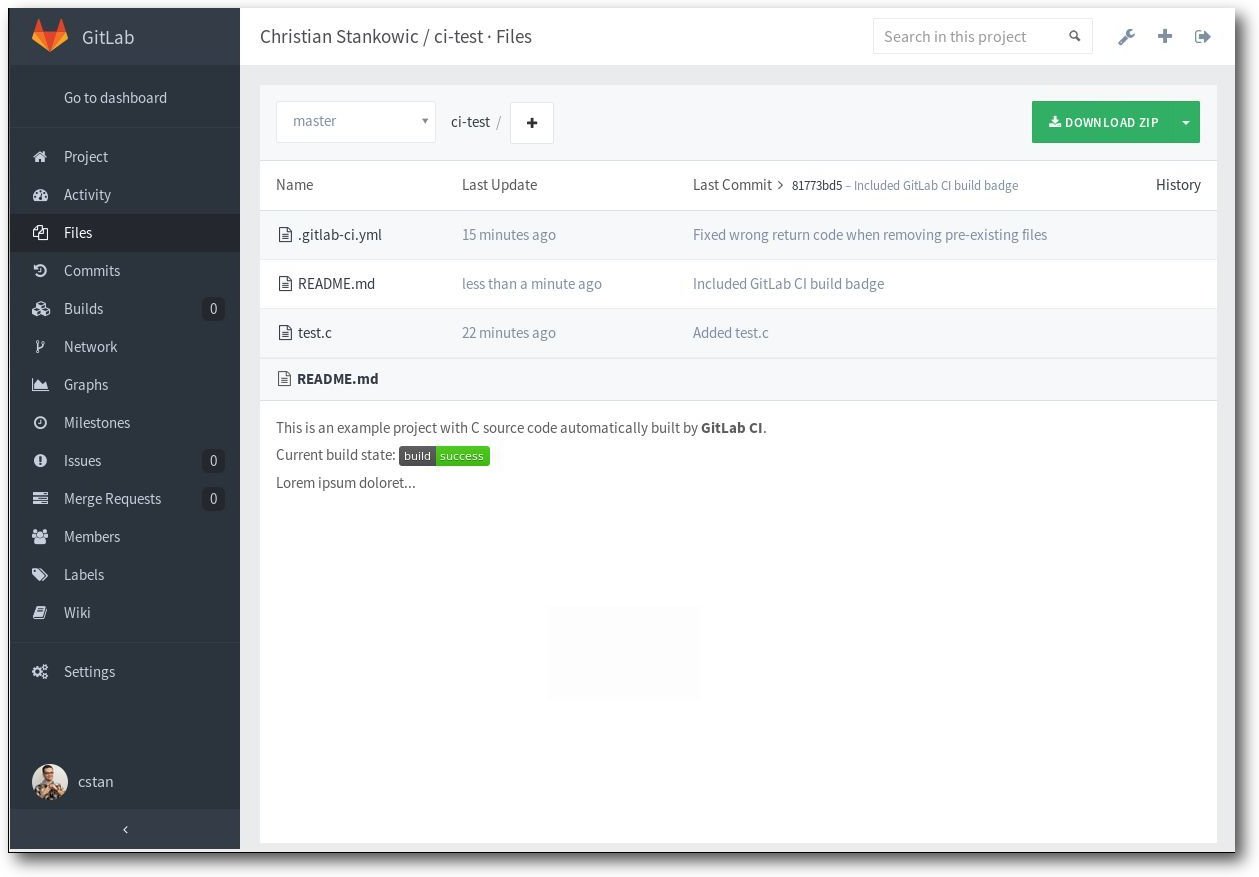 GitLab
Christian Stankowic / ci-test · Files
Search in this project
Go to dashboard
Project
Activity
Files
Commits
Builds 0
Network
Graphs
Milestones
Issues 0
Merge Requests 0
Members
Labels
Wiki
Settings
cstan
master ci-test / DOWNLOAD ZIP
Name Last Update Last Commit > 81773bd5 – Included GitLab CI build badge History
.gitlab-ci.yml 15 minutes ago Fixed wrong return code when removing pre-existing files
README.md less than a minute ago Included GitLab CI build badge
test.c 22 minutes ago Added test.c
README.md
This is an example project with C source code automatically built by GitLab CI.
Current build state: build success
Lorem ipsum doloret...